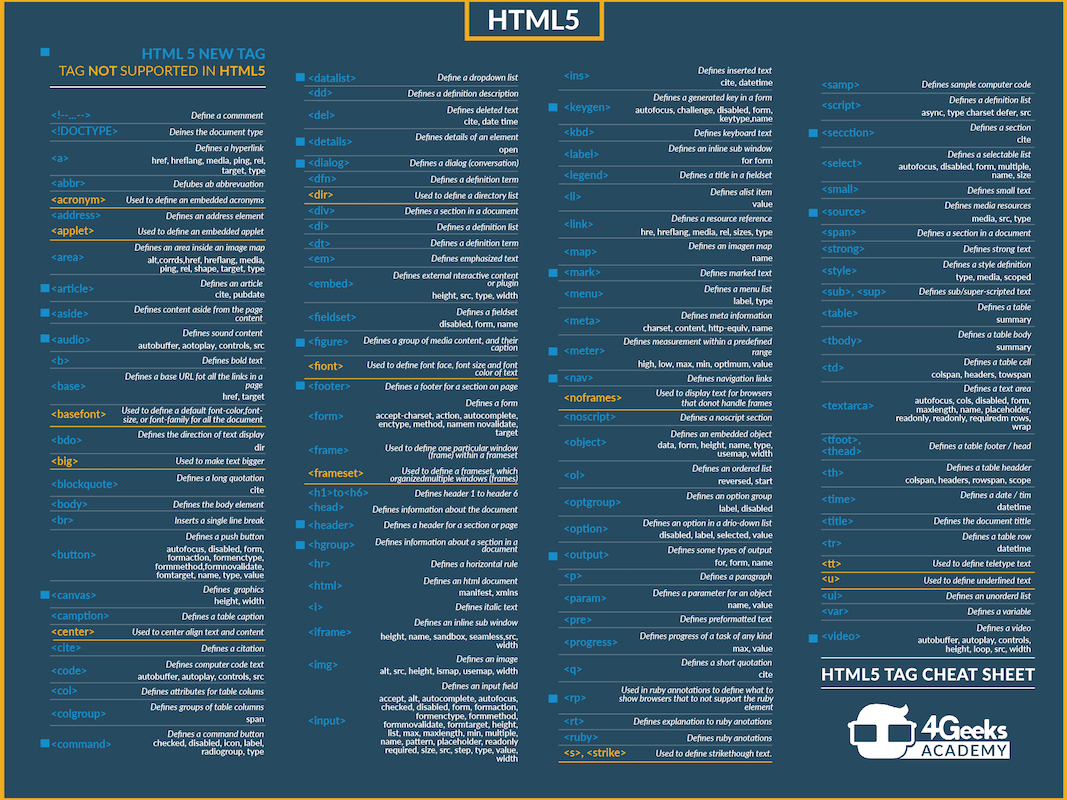 HTML5
HTML 5 NEW TAG
TAG NOT SUPPORTED IN HTML5
<!--...--> Define a commment
<!DOCTYPE> Deines the document type
<a> Defines a hyperlink
href, hreflang, media, ping, rel,
target, type
<abbr> Defubes ab abbrevuation
<acronym> Used to define an embedded acronyms
<address> Defines an address element
<applet> Used to define an embedded applet
<area> Defines an area inside an image map
alt,corrds,href, hreflang, media,
ping, rel, shape, target, type
<article> Defines an article
cite, pubdate
<aside> Defines content aside from the page
content
<audio> Defines sound content
autobuffer, aotoplay, controls, src
<b> Defines bold text
<base> Defines a base URL fot all the links in a
page
href, target
<basefont> Used to define a default font-color,font-
size, or font-family for all the document
<bdo> Defines the direction of text display
dir
<big> Used to make text bigger
<blockquote> Defines a long quotation
cite
<body> Defines the body element
<br> Inserts a single line break
<button> Defines a push button
autofocus, disabled, form,
formaction, formenctype,
formmethod,formnovalidate,
fomtarget, name, type, value
<canvas> Defines graphics
height, width
<camption> Defines a table caption
<center> Used to center align text and content
<cite> Defines a citation
<code> Defines computer code text
autobuffer, autoplay, controls, src
<col> Defines attributes for table colums
<colgroup> Defines groups of table columns
span
<command> Defines a command button
checked, disabled, icon, label,
radiogroup, type
<datalist> Define a dropdown list
<dd> Defines a definition description
<del> Defines deleted text
cite, date time
<details> Defines details of an element
open
<dialog> Defines a dialog (conversation)
<dfn> Defines a definition term
<dlr> Used to define a directory list
<div> Defines a section in a document
<dl> Defines a definition list
<dt> Defines a definition term
<em> Defines emphasized text
<embed> Defines external nteractive content
or plugin
height, src, type, width
<fieldset> Defines a fieldset
disabled, form, name
<figure> Defines a group of media content, and their
caption
<fiont> Used to define font face, font size and font
color of text
<footer> Defines a footer for a section on page
<form> Defines a form
accept-charset, action, autocomplete,
enctype, method, namem novalidate,
target
<frame> Used to define one particular window
(frame) within a frameset
<frameset> Used to define a frameset, which
organizedmultiple windows (frames)
<h1>to<h6> Defines header 1 to header 6
<head> Defines information about the document
<header> Defines a header for a section or page
<hgroup> Defines information about a section in a
document
<hr> Defines a horizontal rule
<html> Defines an html document
manifest, xmins
<i> Defines italic text
<iframe> Defines an inline sub window
height, name, sandbox, seamless,src,
width
<img> Defines an image
alt, src, height, ismap, usemap, width
<input> Defines an input field
accept, alt, autocomplete, autofocus,
checked, disabled, form, formaction,
formenctype, formmethod,
formmovalidate, formtarget, height,
list, max, maxlength, min, multiple,
name, pattern, placeholder, readonly
required, size, src, step, type, value,
width
<ins> Defines inserted text
cite, datetime
<keygen> Defines a generated key in a form
autofocus, challenge, disabled, form,
keytype,name
<kbd> Defines keyboard text
<label> Defines an inline sub window
for form
<legend> Defines a title in a fieldset
<li> Defines alist item
value
<link> Defines a resource reference
hre, hreflang, media, rel, sizes, type
<map> Defines an imagen map
name
<mark> Defines marked text
<menu> Defines a menu list
label, type
<meta> Defines meta information
charset, content, http-equiv, name
<meter> Defines measurement within a predefined
range
high, low, max, min, optimum, value
<nav> Defines navigation links
<noframes> Used to display text for browsers
that donot handle frames
<noscript> Defines a noscript section
<object> Defines an embedded object
data, form, height, name, type,
usemap, width
<ol> Defines an ordered list
reversed, start
<optgroup> Defines an option group
label, disabled
<option> Defines an option in a drio-down list
disabled, label, selected, value
<output> Defines some types of output
for, form, name
<p> Defines a paragraph
<param> Defines a parameter for an object
name, value
<pre> Defines preformatted text
<progress> Defines progress of a task of any kind
max, value
<q> Defines a short quotation
cite
<rp> Used in ruby annotations to define what to
show browsers that to not support the ruby
element
<rt> Defines explanation to ruby anotations
<ruby> Defines ruby anotations
<s>, <strike> Used to define strikethough text.
<samp> Defines sample computer code
<script> Defines a definition list
async, type charset defer, src
<secction> Defines a section
cite
<select> Defines a selectable list
autofocus, disabled, form, multiple,
name, size
<small> Defines small text
<source> Defines media resources
media, src, type
<span> Defines a section in a document
<strong> Defines strong text
<style> Defines a style definition
type, media, scoped
<sub>, <sup> Defines sub/super-scripted text
<table> Defines a table
summary
<tbody> Defines a table body
summary
<td> Defines a table cell
colspan, headers, towspan
<textarca> Defines a text area
autofocus, cols, disabled, form,
maxlength, name, placeholder,
readonly, readonly, requiredm rows,
wrap
<tfoot>,
<thead> Defines a table footer / head
<th> Defines a table headder
colspan, headers, rowspan, scope
<time> Defines a date / tim
datetime
<title> Defines the document tittle
<tr> Defines a table row
datetime
<tt> Used to define teletype text
<u> Used to define underlined text
<ul> Defines an unorderd list
<var> Defines a variable
<video> Defines a video
autobuffer, autoplay, controls,
height, loop, src, width
HTML5 TAG CHEAT SHEET
4Geeks
ACADEMY